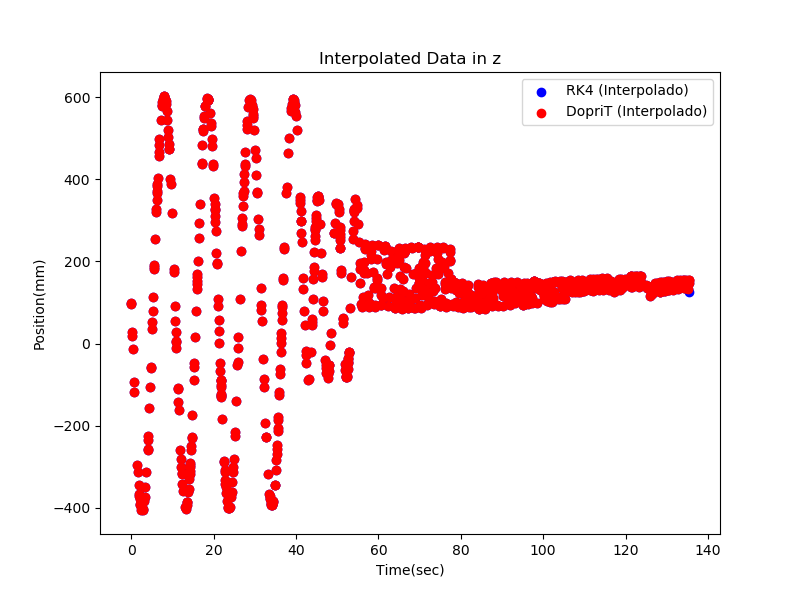 Interpolated Data in z
RK4 (Interpolado)
DopriT (Interpolado)
600
400
200
0
−200
−400
Position(mm)
0 20 40 60 80 100 120 140
Time(sec)